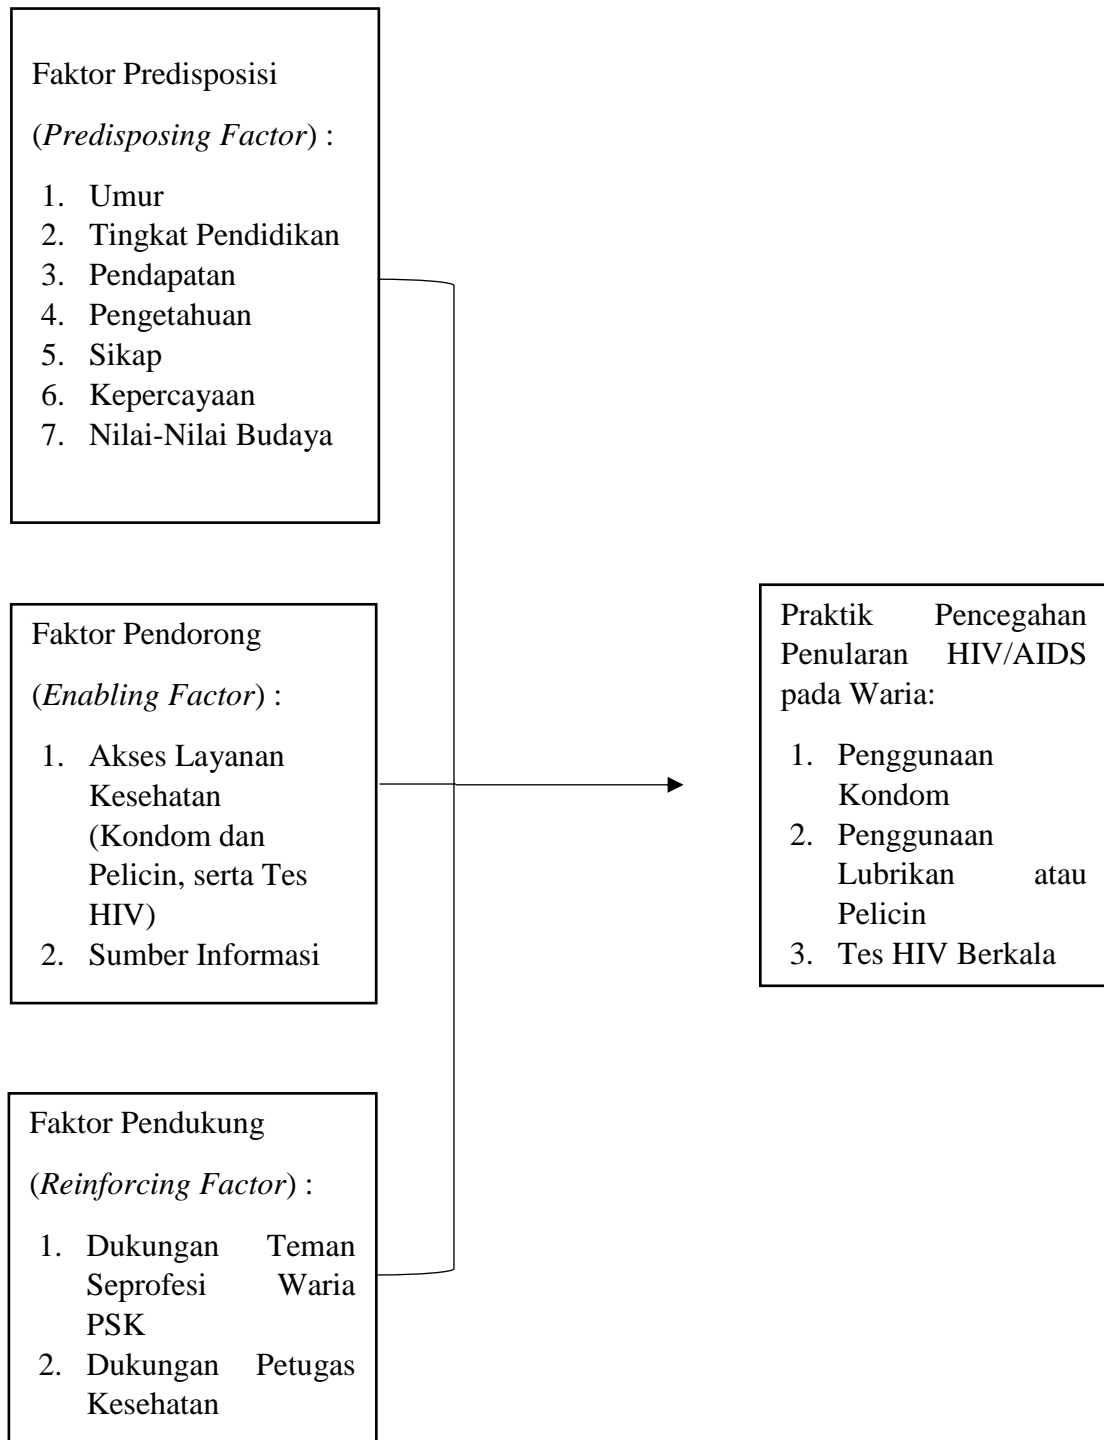 Faktor Predisposisi
(Predisposing Factor) :
1. Umur
2. Tingkat Pendidikan
3. Pendapatan
4. Pengetahuan
5. Sikap
6. Kepercayaan
7. Nilai-Nilai Budaya
Faktor Pendorong
(Enabling Factor) :
1. Akses Layanan
Kesehatan
(Kondom dan
Pelicin, serta Tes
HIV)
2. Sumber Informasi
Faktor Pendukung
(Reinforcing Factor) :
1. Dukungan Teman
Seprofesi Waria
PSK
2. Dukungan Petugas
Kesehatan
Praktik Pencegahan
Penularan HIV/AIDS
pada Waria:
1. Penggunaan
Kondom
2. Penggunaan
Lubrikan atau
Pelicin
3. Tes HIV Berkala